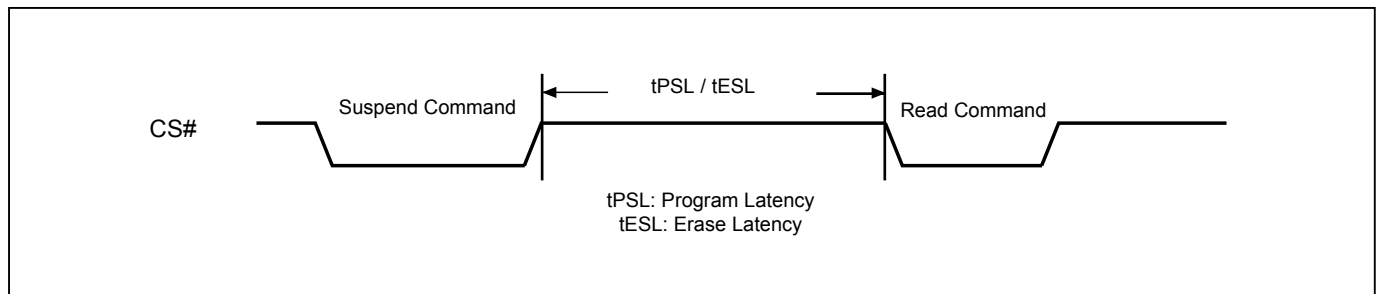 tPSL / tESL
Suspend Command
Read Command
CS#
tPSL: Program Latency
tESL: Erase Latency